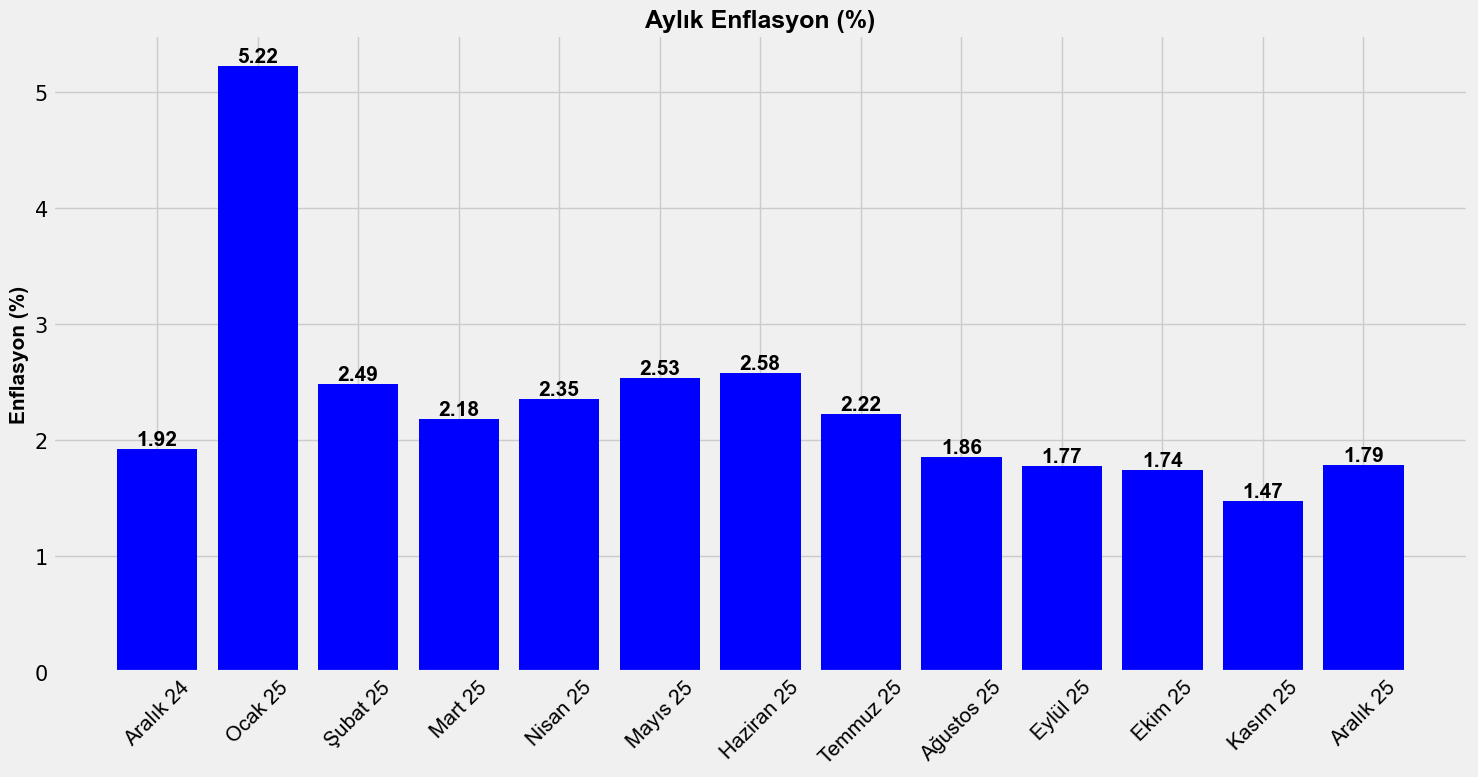 Aylık Enflasyon (%)
Enflasyon (%)
5
4
3
2
1
0
1.92
5.22
2.49
2.18
2.35
2.53
2.58
2.22
1.86
1.77
1.74
1.47
1.79
Aralık 24
Ocak 25
Şubat 25
Mart 25
Nisan 25
Mayıs 25
Haziran 25
Temmuz 25
Ağustos 25
Eylül 25
Ekim 25
Kasım 25
Aralık 25